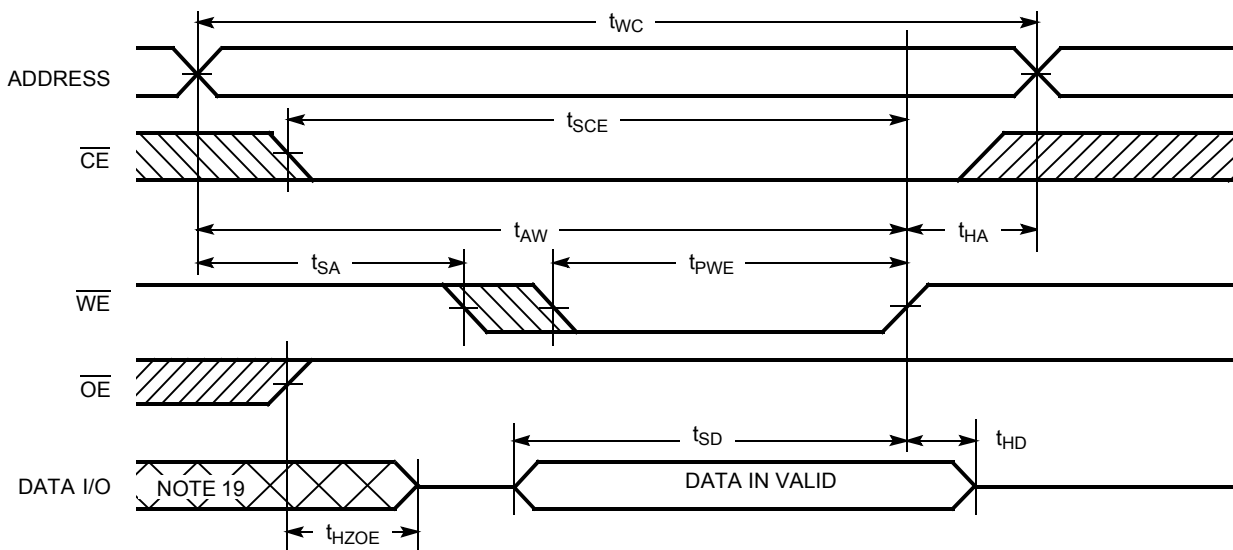 tWC
ADDRESS
tSCE
CE
tAW
tHA
tSA
tPWE
WE
OE
tSD
tHD
DATA I/O
NOTE 19
DATA IN VALID
tHZOE